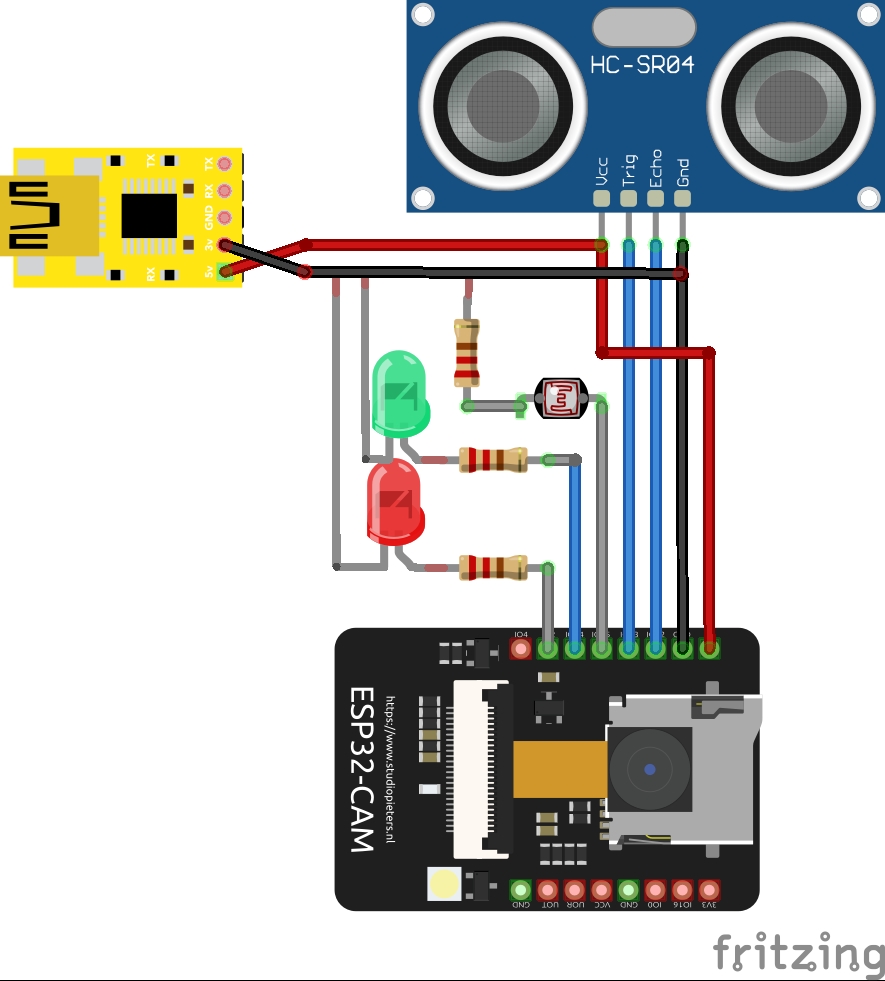 HC-SR04
Vcc
Trig
Echo
Gnd
TX
TX
RX
GND
3v
5v
RX
IO4
ESP32-CAM
https://www.studiopieters.nl
GND
UOT
UOR
VCC
GND
IO0
IO16
3V3
fritzing